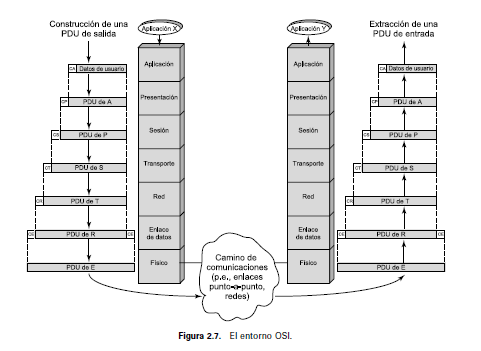 Construcción de una
PDU de salida
Aplicación X
Aplicación Y
Extracción de una
PDU de entrada
CA Datos de usuario
CP PDU de A
CS PDU de P
CT PDU de S
CR PDU de T
CE PDU de R CE
PDU de E
Aplicación
Presentación
Sesión
Transporte
Red
Enlace
de datos
Físico
Camino de
comunicaciones
(p.e., enlaces
punto-a-punto,
redes)
Aplicación
Presentación
Sesión
Transporte
Red
Enlace
de datos
Físico
CA Datos de usuario
CP PDU de A
CS PDU de P
CT PDU de S
CR PDU de T
CE PDU de R CE
PDU de E
Figura 2.7. El entorno OSI.